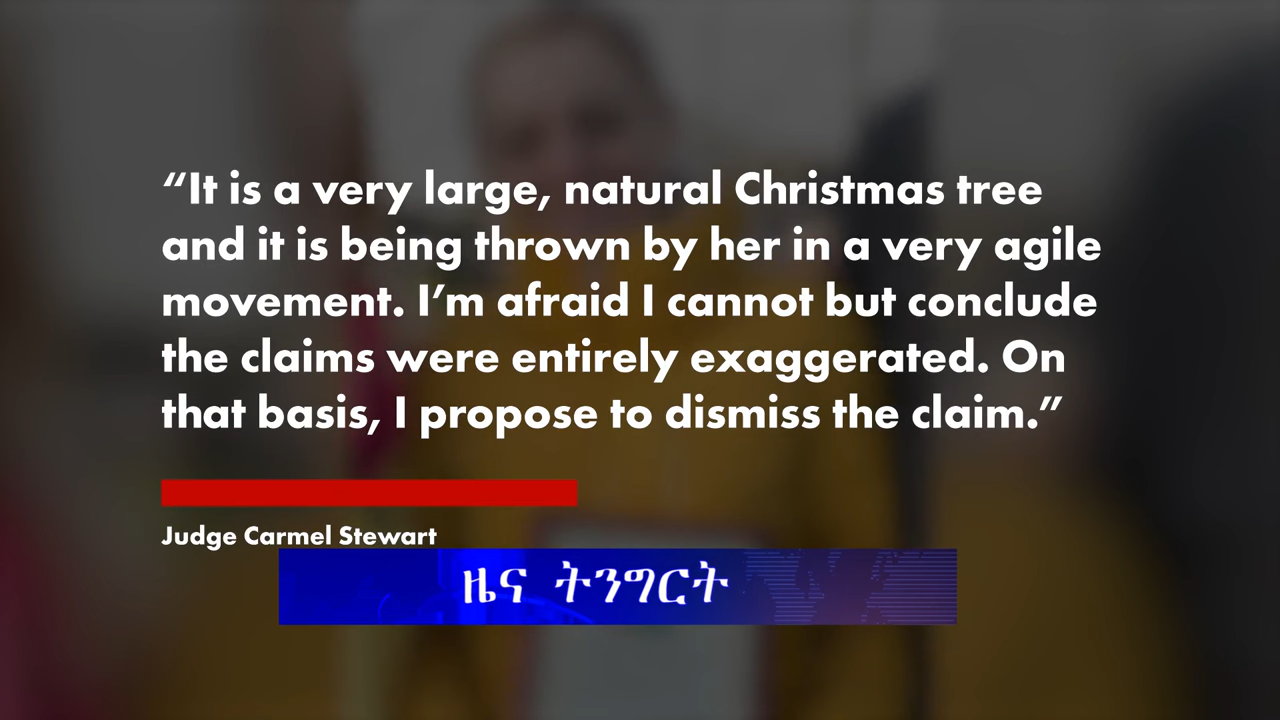 “It is a very large, natural Christmas tree
and it is being thrown by her in a very agile
movement. I’m afraid I cannot but conclude
the claims were entirely exaggerated. On
that basis, I propose to dismiss the claim.”
Judge Carmel Stewart
ዜና ትንግርት